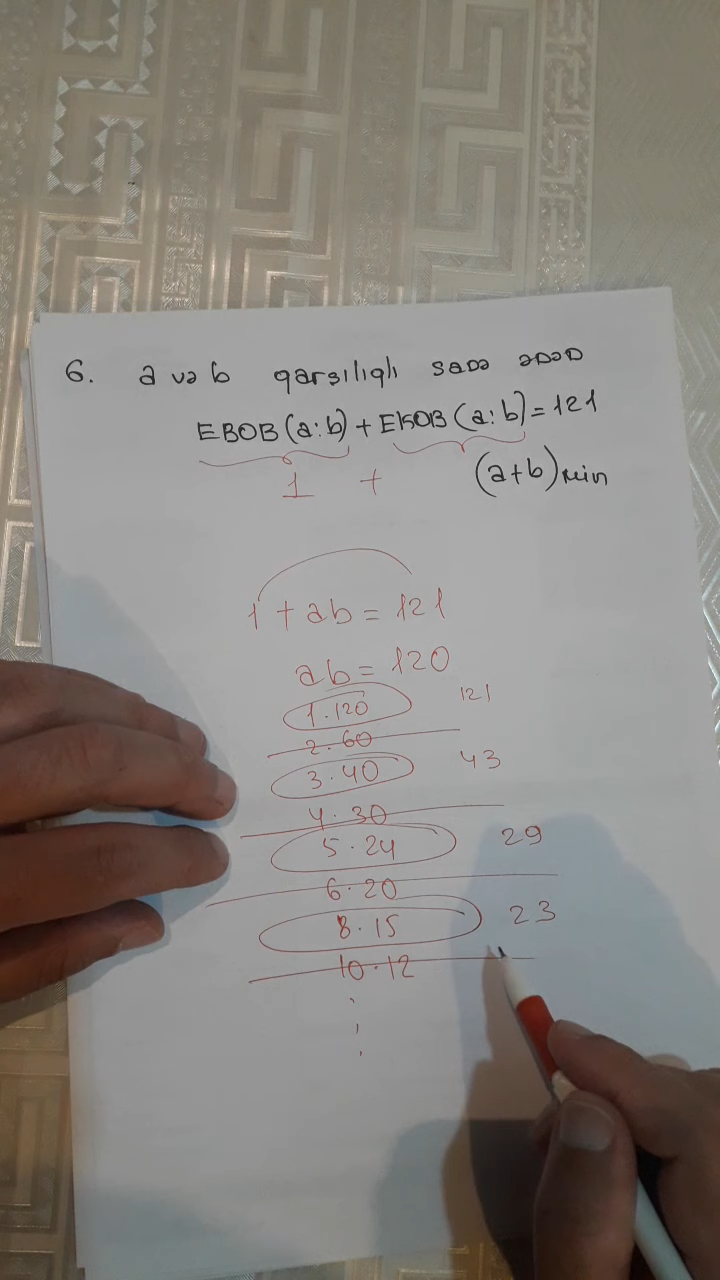 6. a və b qarşılıqlı sadə ədəd
EBOB(a:b)+EKOB(a:b)=121
1 + (a+b)min
1+ab=121
ab=120
1·120 121
2·60
3·40 43
4·30
5·24 29
6·20
8·15 23
10·12
⋮